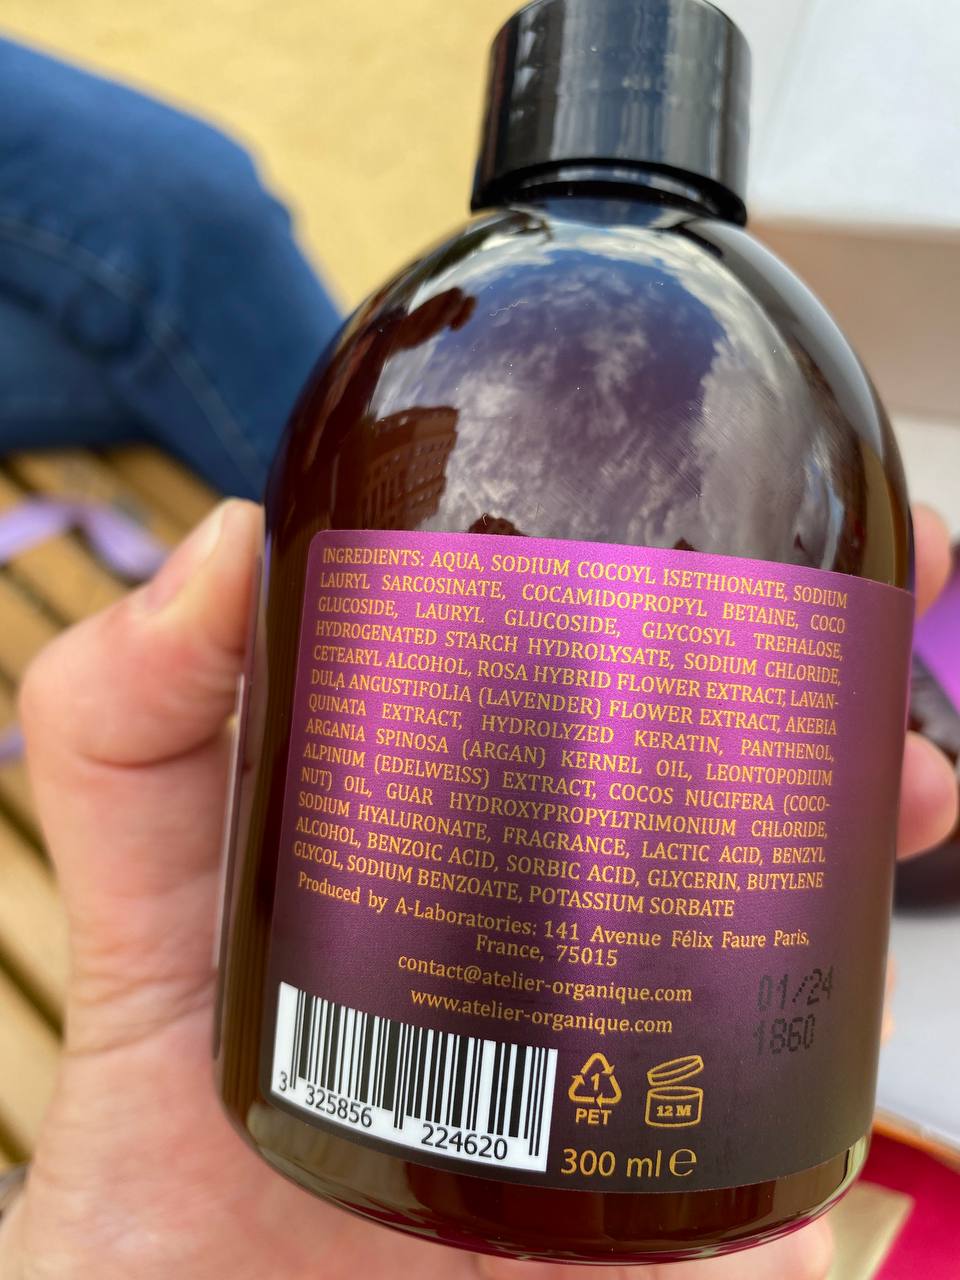 INGREDIENTS: AQUA, SODIUM COCOYL ISETHIONATE, SODIUM
LAURYL SARCOSINATE, COCAMIDOPROPYL BETAINE, COCO
GLUCOSIDE, LAURYL GLUCOSIDE, GLYCOSYL TREHALOSE,
HYDROGENATED STARCH HYDROLYSATE, SODIUM CHLORIDE,
CETEARYL ALCOHOL, ROSA HYBRID FLOWER EXTRACT, LAVAN-
DULA ANGUSTIFOLIA (LAVENDER) FLOWER EXTRACT, AKEBIA
QUINATA EXTRACT, HYDROLYZED KERATIN, PANTHENOL,
ARGANIA SPINOSA (ARGAN) KERNEL OIL, LEONTOPODIUM
ALPINUM (EDELWEISS) EXTRACT, COCOS NUCIFERA (COCO-
NUT) OIL, GUAR HYDROXYPROPYLTRIMONIUM CHLORIDE,
SODIUM HYALURONATE, FRAGRANCE, LACTIC ACID, BENZYL
ALCOHOL, BENZOIC ACID, SORBIC ACID, GLYCERIN, BUTYLENE
GLYCOL, SODIUM BENZOATE, POTASSIUM SORBATE
Produced by A-Laboratories: 141 Avenue Félix Faure Paris,
France, 75015
contact@atelier-organique.com
www.atelier-organique.com
01/24
1860
3 325856 224620
1
PET
12 M
300 ml ℮